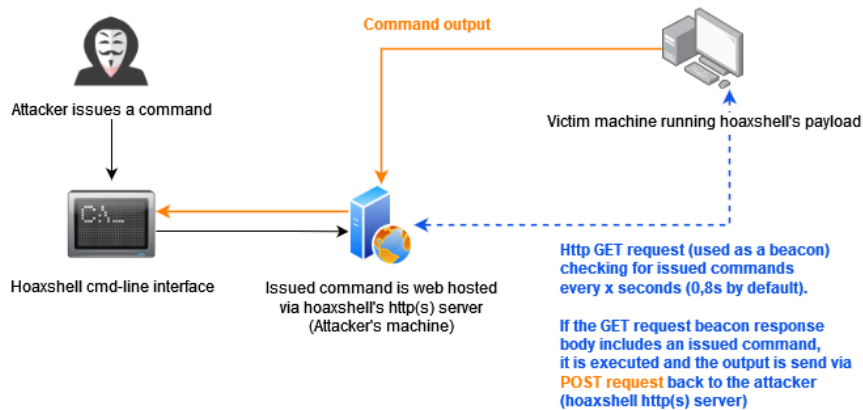 Command output
Attacker issues a command
Victim machine running hoaxshell's payload
C:\_
Hoaxshell cmd-line interface
Issued command is web hosted
via hoaxshell's http(s) server
(Attacker's machine)
Http GET request (used as a beacon)
checking for issued commands
every x seconds (0,8s by default).
If the GET request beacon response
body includes an issued command,
it is executed and the output is send via
POST request back to the attacker
(hoaxshell http(s) server)